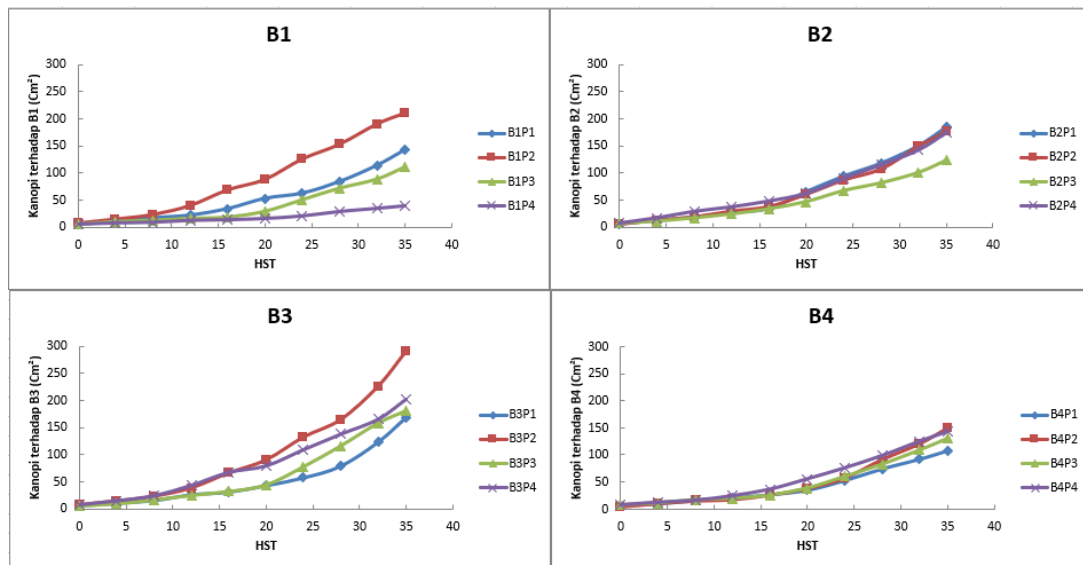 B1
Kanopi terhadap B1 (Cm²)
300
250
200
150
100
50
0
0 5 10 15 20 25 30 35 40
HST
B1P1
B1P2
B1P3
B1P4
B2
Kanopi terhadap B2 (Cm²)
300
250
200
150
100
50
0
0 5 10 15 20 25 30 35 40
HST
B2P1
B2P2
B2P3
B2P4
B3
Kanopi terhadap B3 (Cm²)
300
250
200
150
100
50
0
0 5 10 15 20 25 30 35 40
HST
B3P1
B3P2
B3P3
B3P4
B4
Kanopi terhadap B4 (Cm²)
300
250
200
150
100
50
0
0 5 10 15 20 25 30 35 40
HST
B4P1
B4P2
B4P3
B4P4